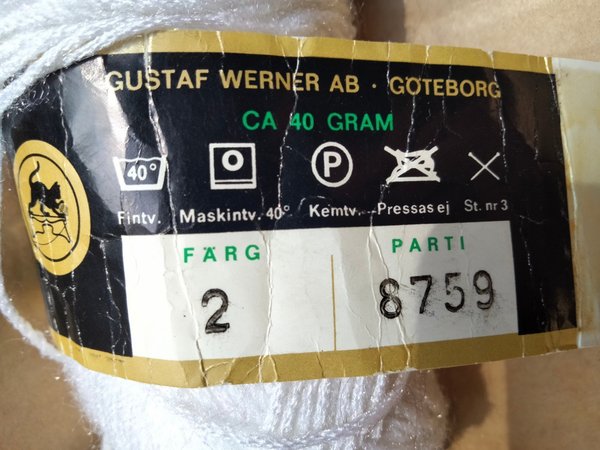 GUSTAF WERNER AB · GÖTEBORG
CA 40 GRAM
40° O P
Fintv. Maskintv. 40° Kemtv. Pressas ej St. nr 3
FÄRG PARTI
2 8759